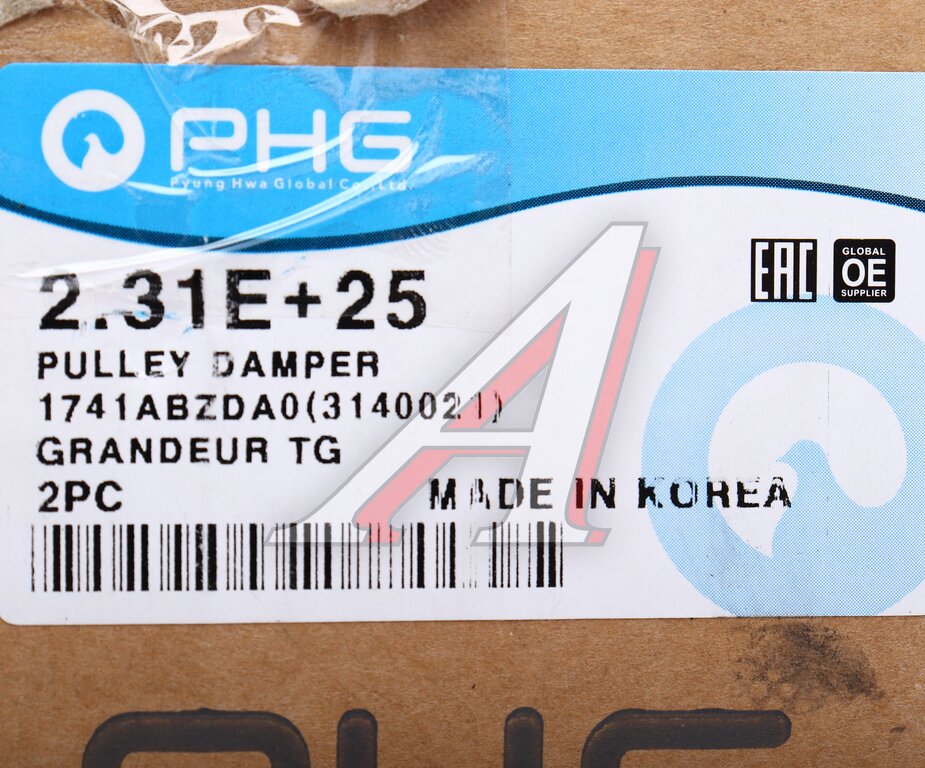 PHG
Pyung Hwa Global Co.,Ltd.
EAC
GLOBAL
OE
SUPPLIER
2.31E+25
PULLEY DAMPER
1741ABZDA0(3140021)
GRANDEUR TG
2PC
MADE IN KOREA